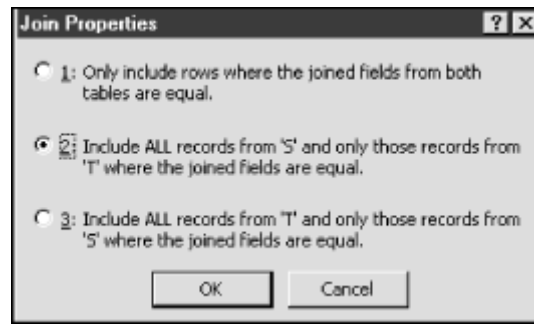 Join Properties
1: Only include rows where the joined fields from both
tables are equal.
2: Include ALL records from 'S' and only those records from
'T' where the joined fields are equal.
3: Include ALL records from 'T' and only those records from
'S' where the joined fields are equal.
OK Cancel